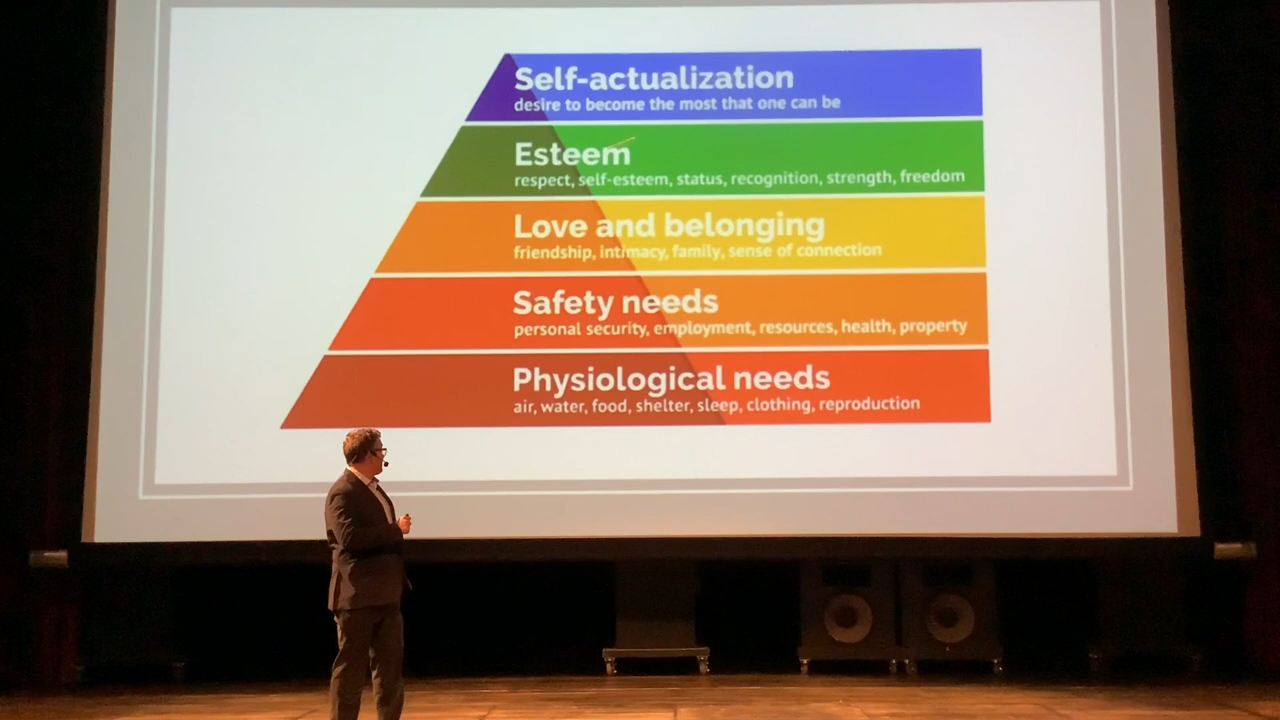 Self-actualization
desire to become the most that one can be
Esteem
respect, self-esteem, status, recognition, strength, freedom
Love and belonging
friendship, intimacy, family, sense of connection
Safety needs
personal security, employment, resources, health, property
Physiological needs
air, water, food, shelter, sleep, clothing, reproduction